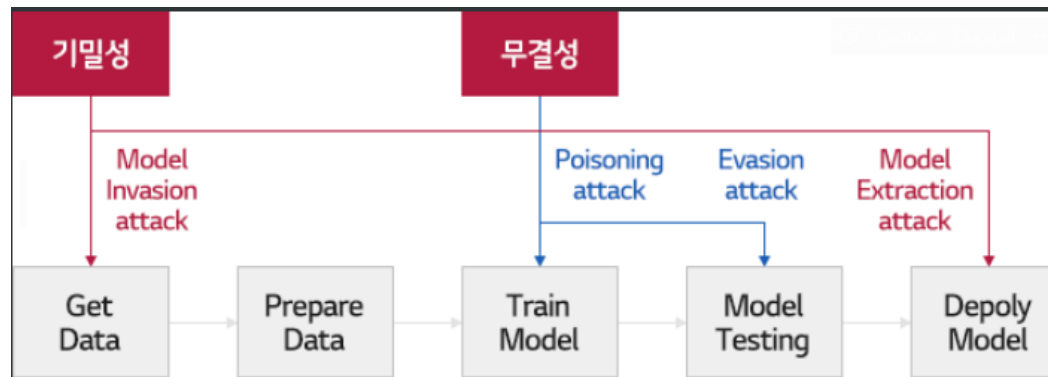 기밀성
무결성
Model
Invasion
attack
Poisoning
attack
Evasion
attack
Model
Extraction
attack
Get
Data
Prepare
Data
Train
Model
Model
Testing
Depoly
Model